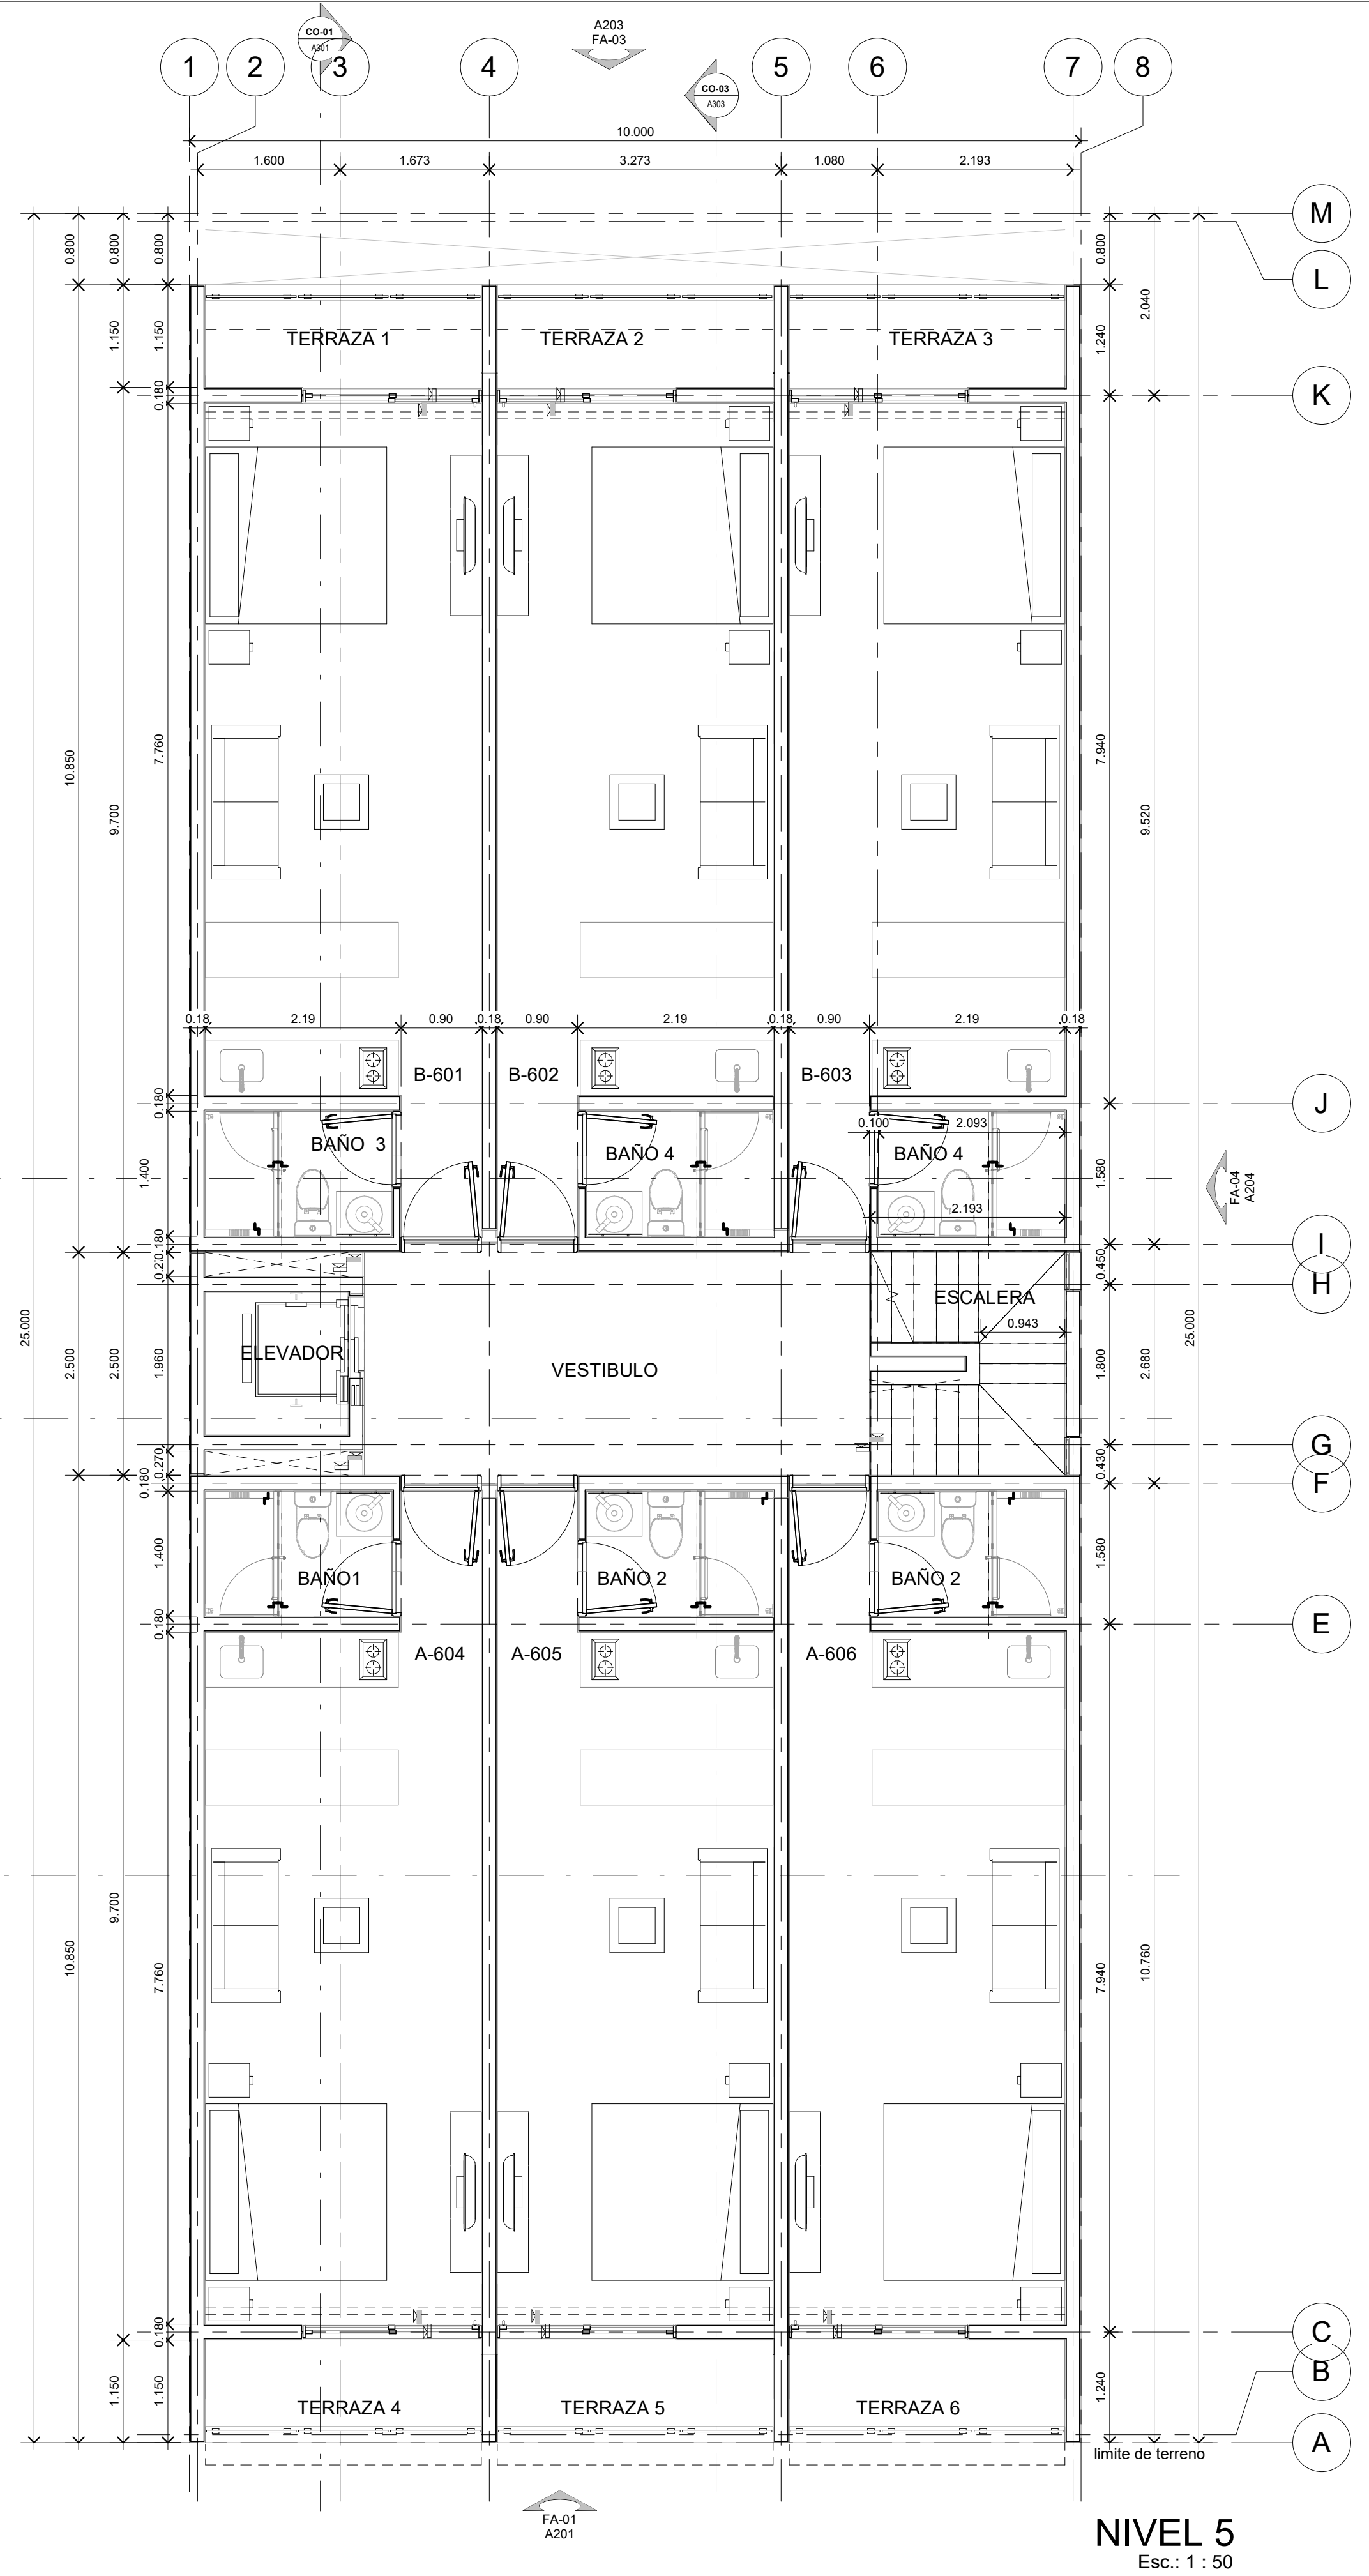 CO-01
A301
A203
FA-03
1
2
3
4
5
6
7
8
CO-03
A303
10.000
1.600
1.673
3.273
1.080
2.193
M
L
0.800
0.800
0.800
0.800
2.040
1.150
1.150
1.240
TERRAZA 1
TERRAZA 2
TERRAZA 3
0.180
K
10.850
9.700
7.760
7.940
9.520
0.18
2.19
0.90
0.18
0.90
2.19
0.18
0.90
2.19
0.18
B-601
B-602
B-603
0.180
J
0.100
2.093
BAÑO 3
BAÑO 4
BAÑO 4
1.400
1.580
FA-04
A204
2.193
0.180
I
0.270
0.450
H
ESCALERA
0.943
25.000
2.500
2.500
1.960
ELEVADOR
VESTIBULO
1.800
2.680
25.000
G
0.270
0.430
0.180
F
1.400
1.580
BAÑO1
BAÑO 2
BAÑO 2
0.180
E
A-604
A-605
A-606
10.850
9.700
7.760
7.940
10.760
0.180
C
B
1.150
1.150
1.240
TERRAZA 4
TERRAZA 5
TERRAZA 6
A
limite de terreno
FA-01
A201
NIVEL 5
Esc.: 1 : 50